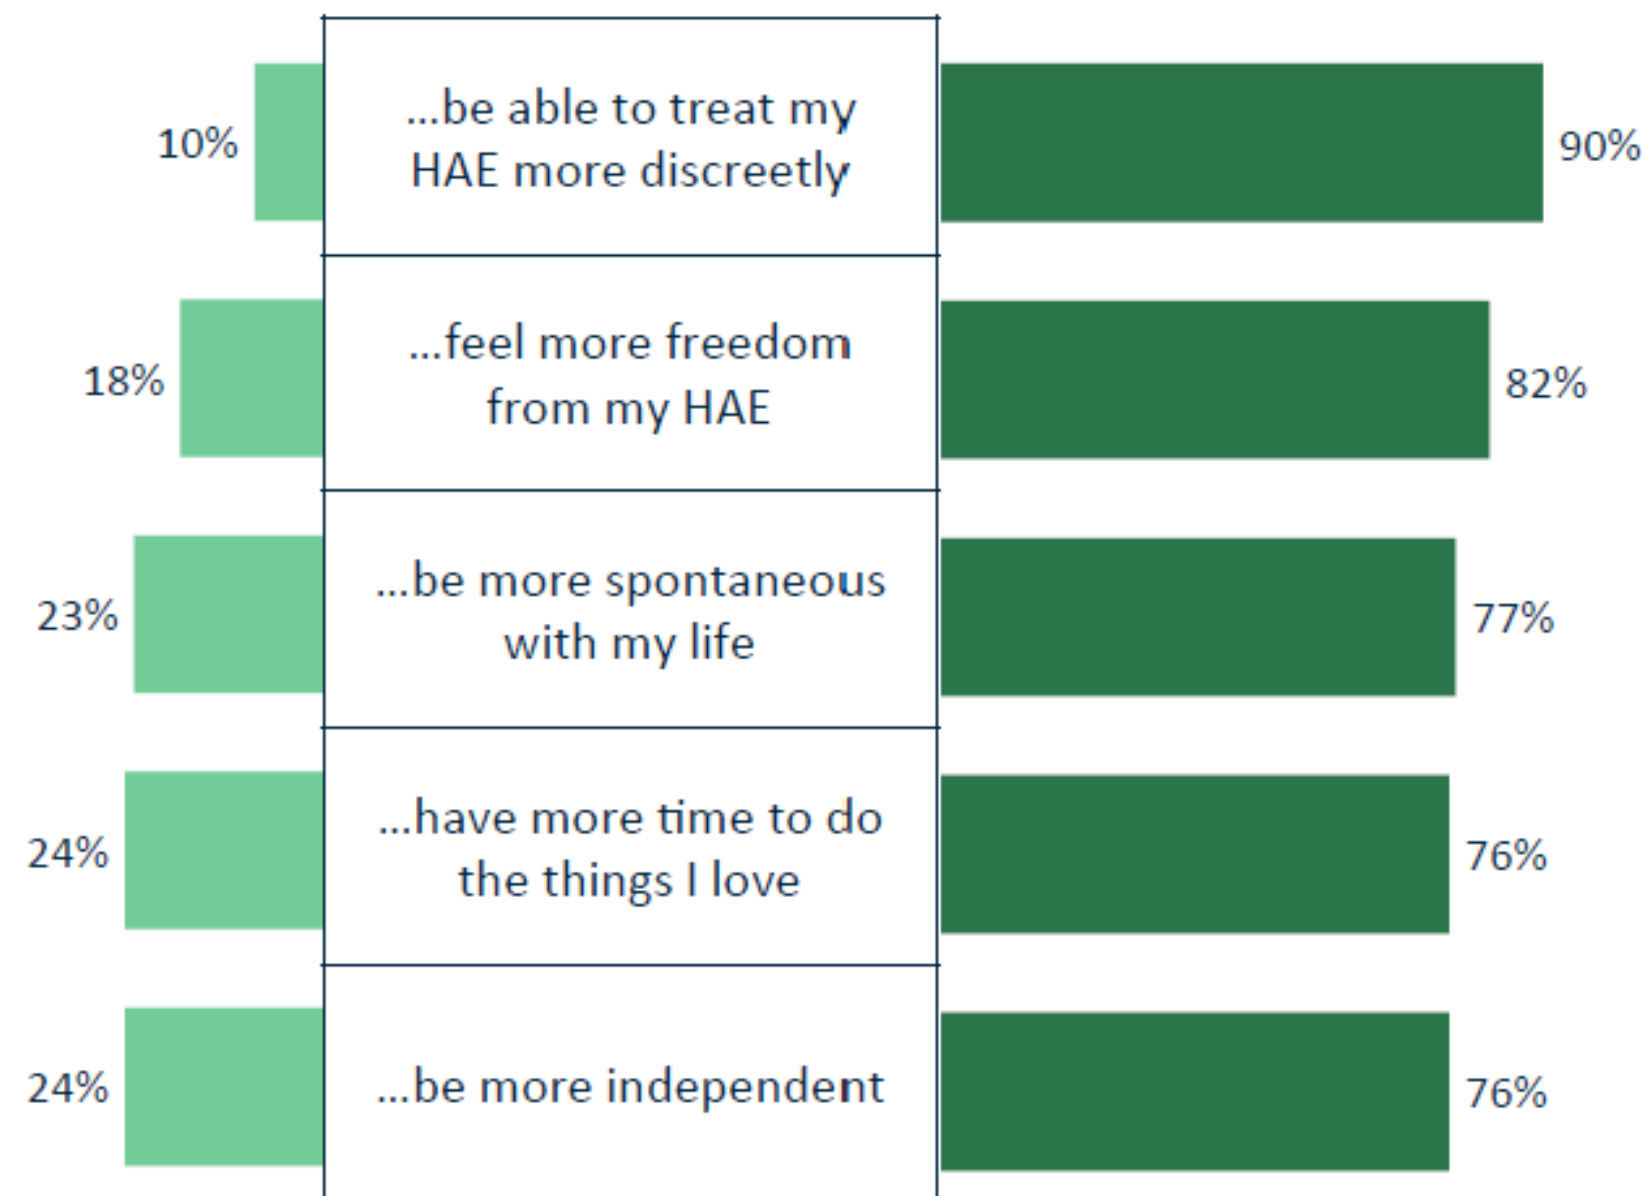 10%
...be able to treat my
HAE more discreetly
90%
18%
...feel more freedom
from my HAE
82%
23%
...be more spontaneous
with my life
77%
24%
...have more time to do
the things I love
76%
24%
...be more independent
76%